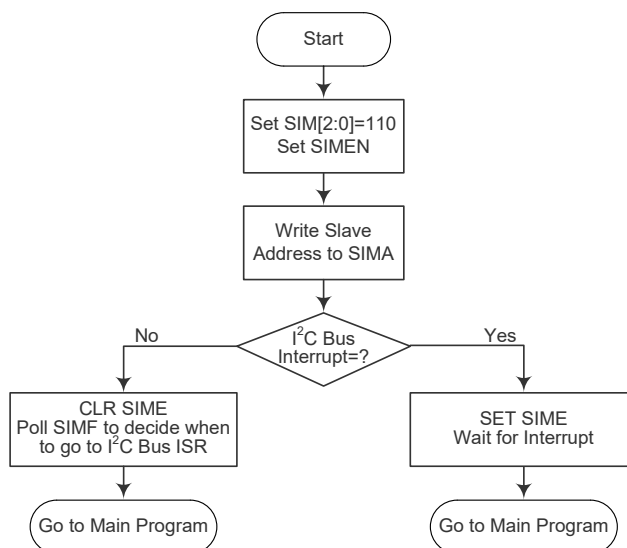 Start
Set SIM[2:0]=110
Set SIMEN
Write Slave
Address to SIMA
I²C Bus
Interrupt=?
No
Yes
CLR SIME
Poll SIMF to decide when
to go to I²C Bus ISR
SET SIME
Wait for Interrupt
Go to Main Program
Go to Main Program